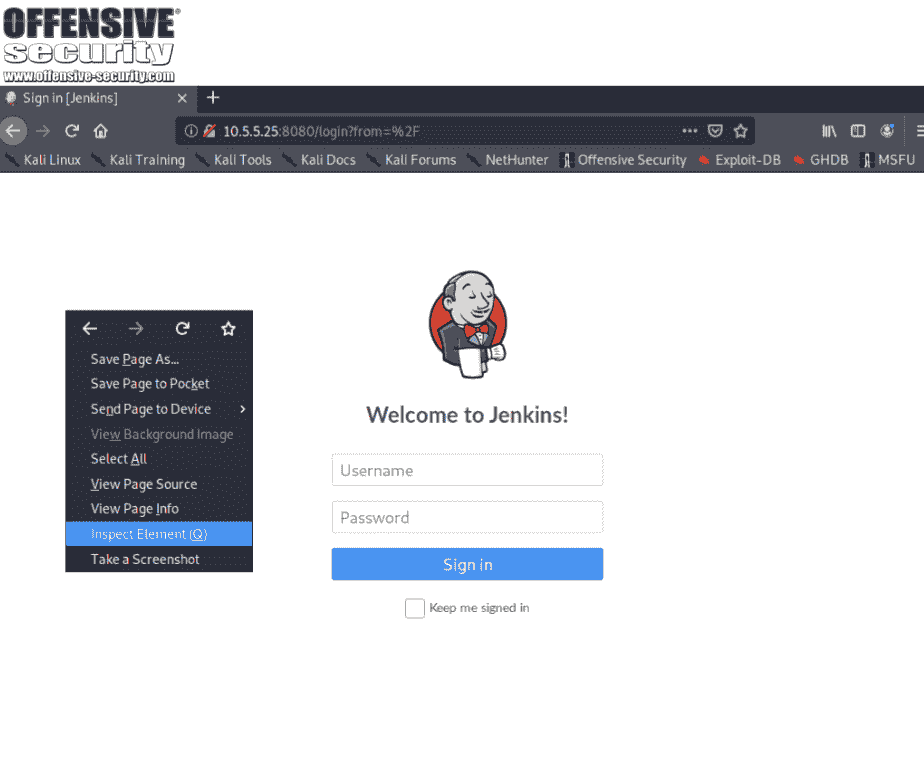 OFFENSIVE®
security
www.offensive-security.com
Sign in [Jenkins]
10.5.5.25:8080/login?from=%2F
Kali Linux Kali Training Kali Tools Kali Docs Kali Forums NetHunter Offensive Security Exploit-DB GHDB MSFU
Save Page As...
Save Page to Pocket
Send Page to Device
View Background Image
Select All
View Page Source
View Page Info
Inspect Element (Q)
Take a Screenshot
Welcome to Jenkins!
Username
Password
Sign in
Keep me signed in